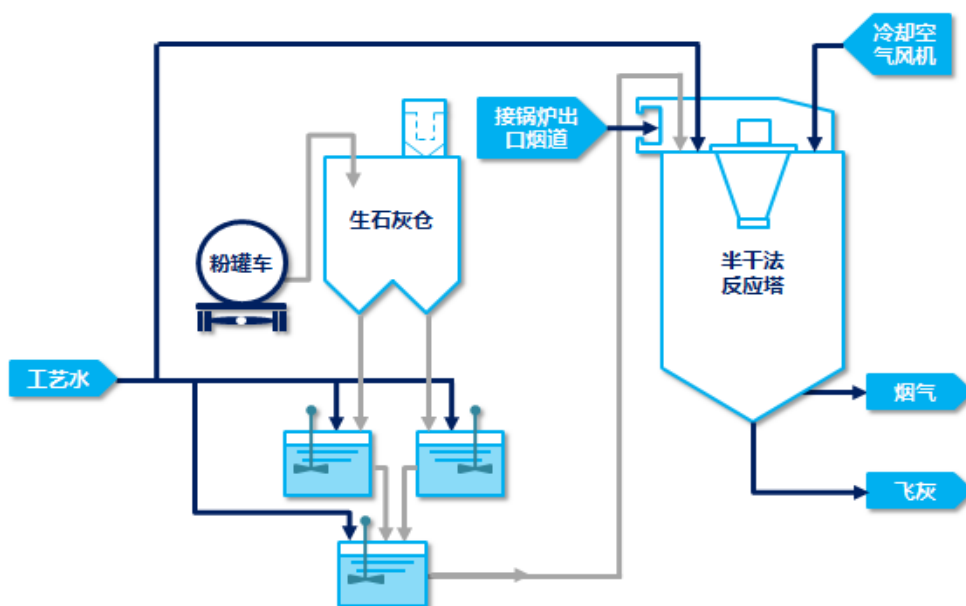 冷却空
气风机
接锅炉出
口烟道
生石灰仓
粉罐车
半干法
反应塔
工艺水
烟气
飞灰